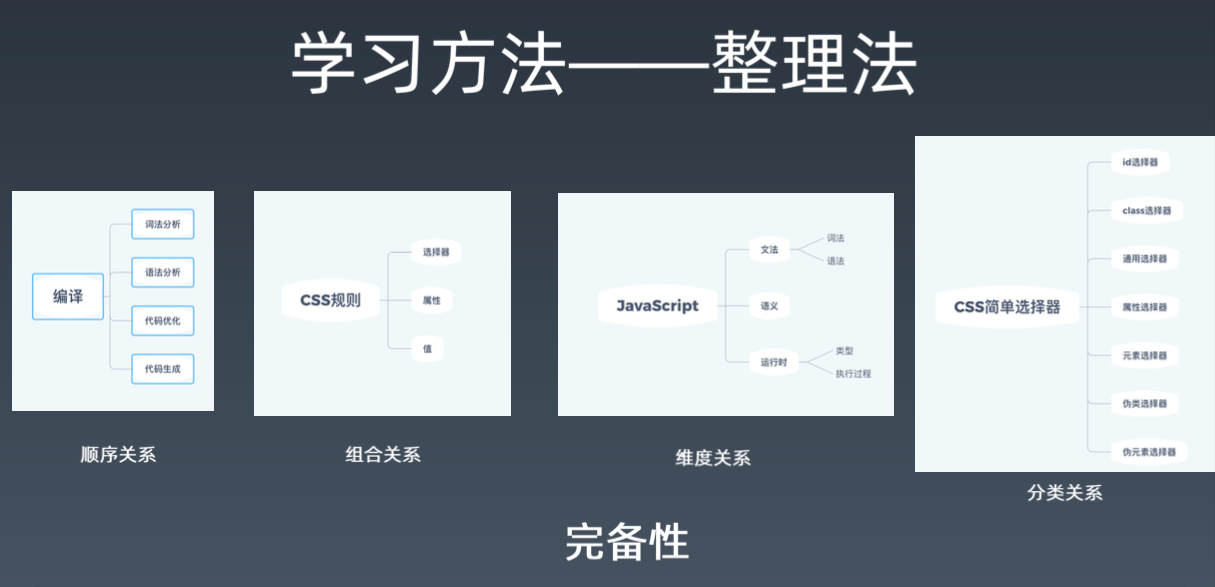 学习方法——整理法
编译
词法分析
语法分析
代码优化
代码生成
顺序关系
CSS规则
选择器
属性
值
组合关系
JavaScript
文法
词法
语法
语义
运行时
类型
执行过程
维度关系
CSS简单选择器
id选择器
class选择器
通用选择器
属性选择器
元素选择器
伪类选择器
伪元素选择器
分类关系
完备性